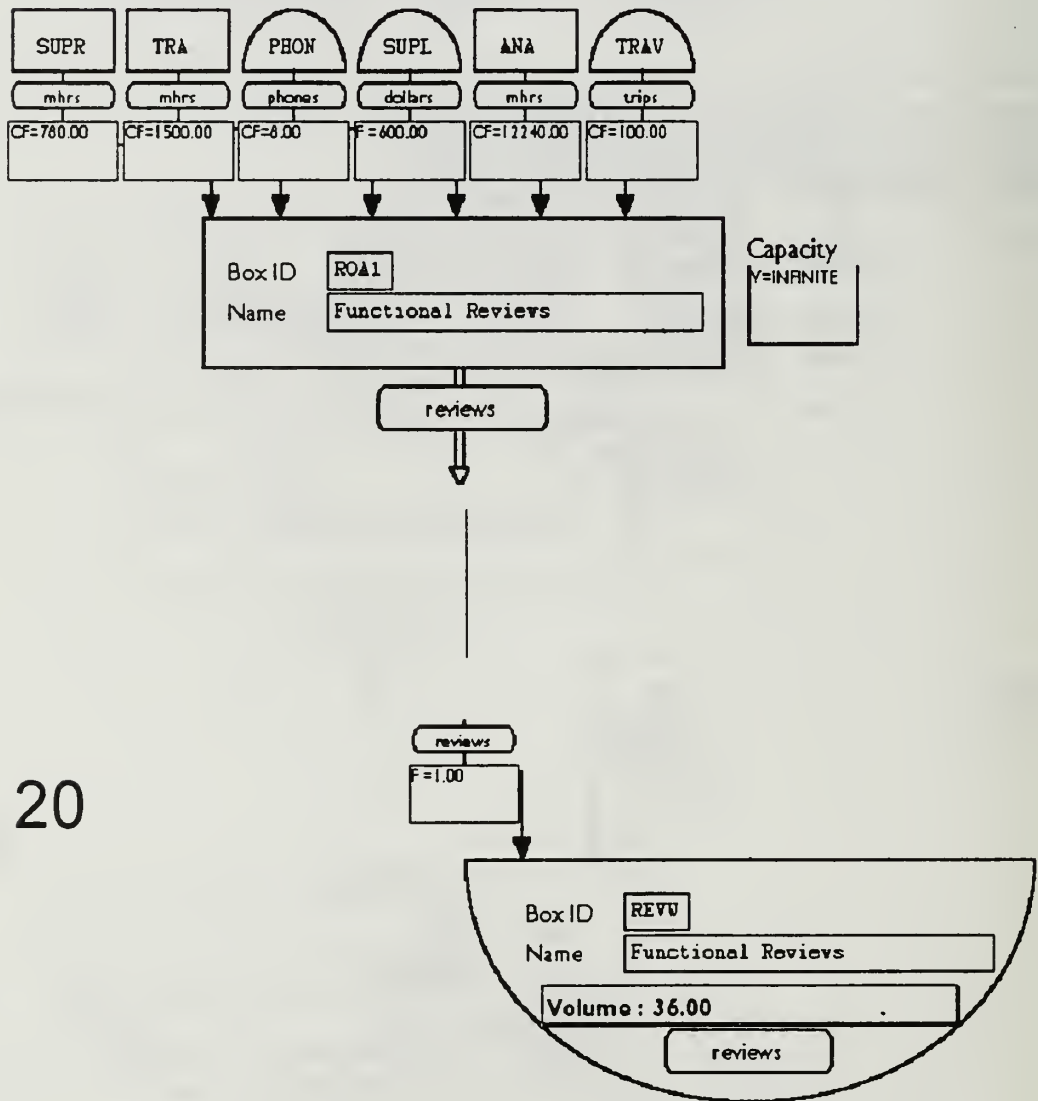 SUPR TRA PHON SUPL ANA TRAV
mhrs mhrs phones dollars mhrs trips
CF=780.00 CF=1500.00 CF=8.00 F=600.00 CF=12240.00 CF=100.00
Box ID ROA1
Name Functional Reviews
Capacity
Y=INFINITE
reviews
reviews
F =1.00
20
Box ID REVW
Name Functional Reviews
Volume : 36.00
reviews